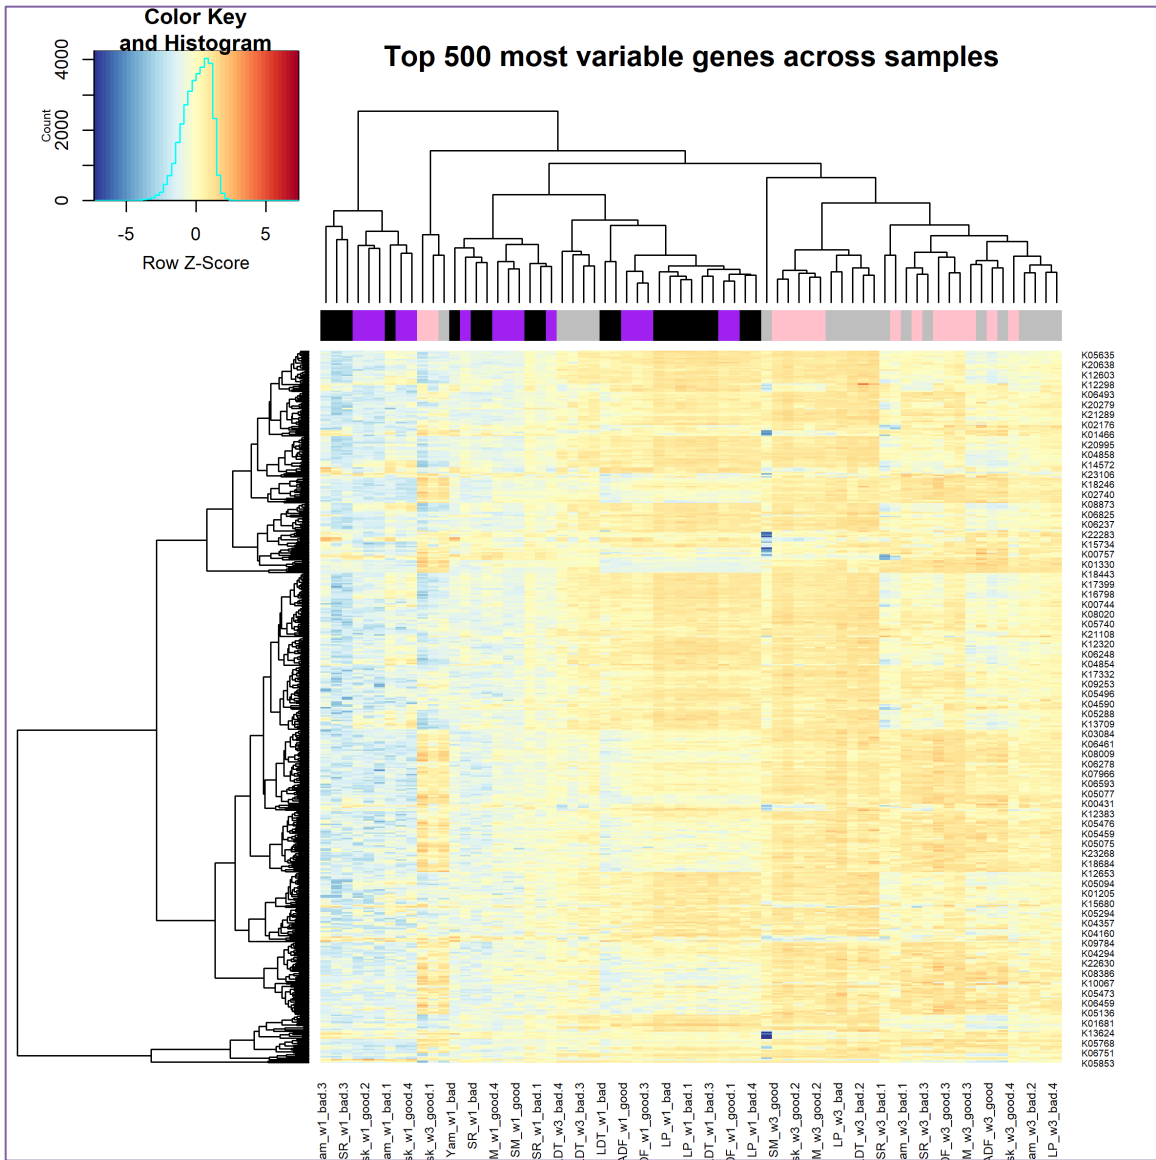 Color Key
and Histogram
Top 500 most variable genes across samples
Count
0
2000
4000
-5
0
5
Row Z-Score
K05635
K20638
K12603
K12298
K06493
K20279
K21289
K02176
K01466
K20995
K04858
K14572
K23106
K18246
K02740
K08873
K06825
K06237
K22283
K15734
K00757
K01330
K18443
K17399
K16798
K00744
K08020
K05740
K21108
K12320
K06248
K04854
K17332
K09253
K05496
K04590
K05288
K13709
K03084
K06461
K08009
K06278
K07966
K06593
K05077
K00431
K12383
K05476
K05459
K05075
K23268
K18684
K12653
K05094
K01205
K15680
K05294
K04357
K04160
K09784
K04294
K22630
K08386
K10067
K05473
K06459
K05136
K01681
K13624
K05768
K06751
K05853
am_w1_bad.3
SR_w1_bad.3
sk_w1_good.2
am_w1_bad.1
sk_w1_good.4
sk_w3_good.1
Yam_w1_bad
SR_w1_bad
M_w1_good.4
SM_w1_good
SR_w1_bad.1
DT_w3_bad.4
DT_w3_bad.3
LDT_w1_bad
ADF_w1_good
DF_w1_good.3
LP_w1_bad
LP_w1_bad.1
DT_w1_bad.3
DF_w1_good.1
LP_w1_bad.4
SM_w3_good
sk_w3_good.2
M_w3_good.2
LP_w3_bad
DT_w3_bad.2
SR_w3_bad.1
am_w3_bad.1
SR_w3_bad.3
DF_w3_good.2
M_w3_good.3
ADF_w3_good
sk_w3_good.4
am_w3_bad.2
LP_w3_bad.4